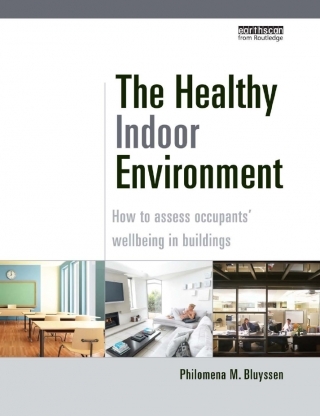 earthscan
from Routledge
The Healthy
Indoor
Environment
How to assess occupants'
wellbeing in buildings
Philomena M. Bluyssen